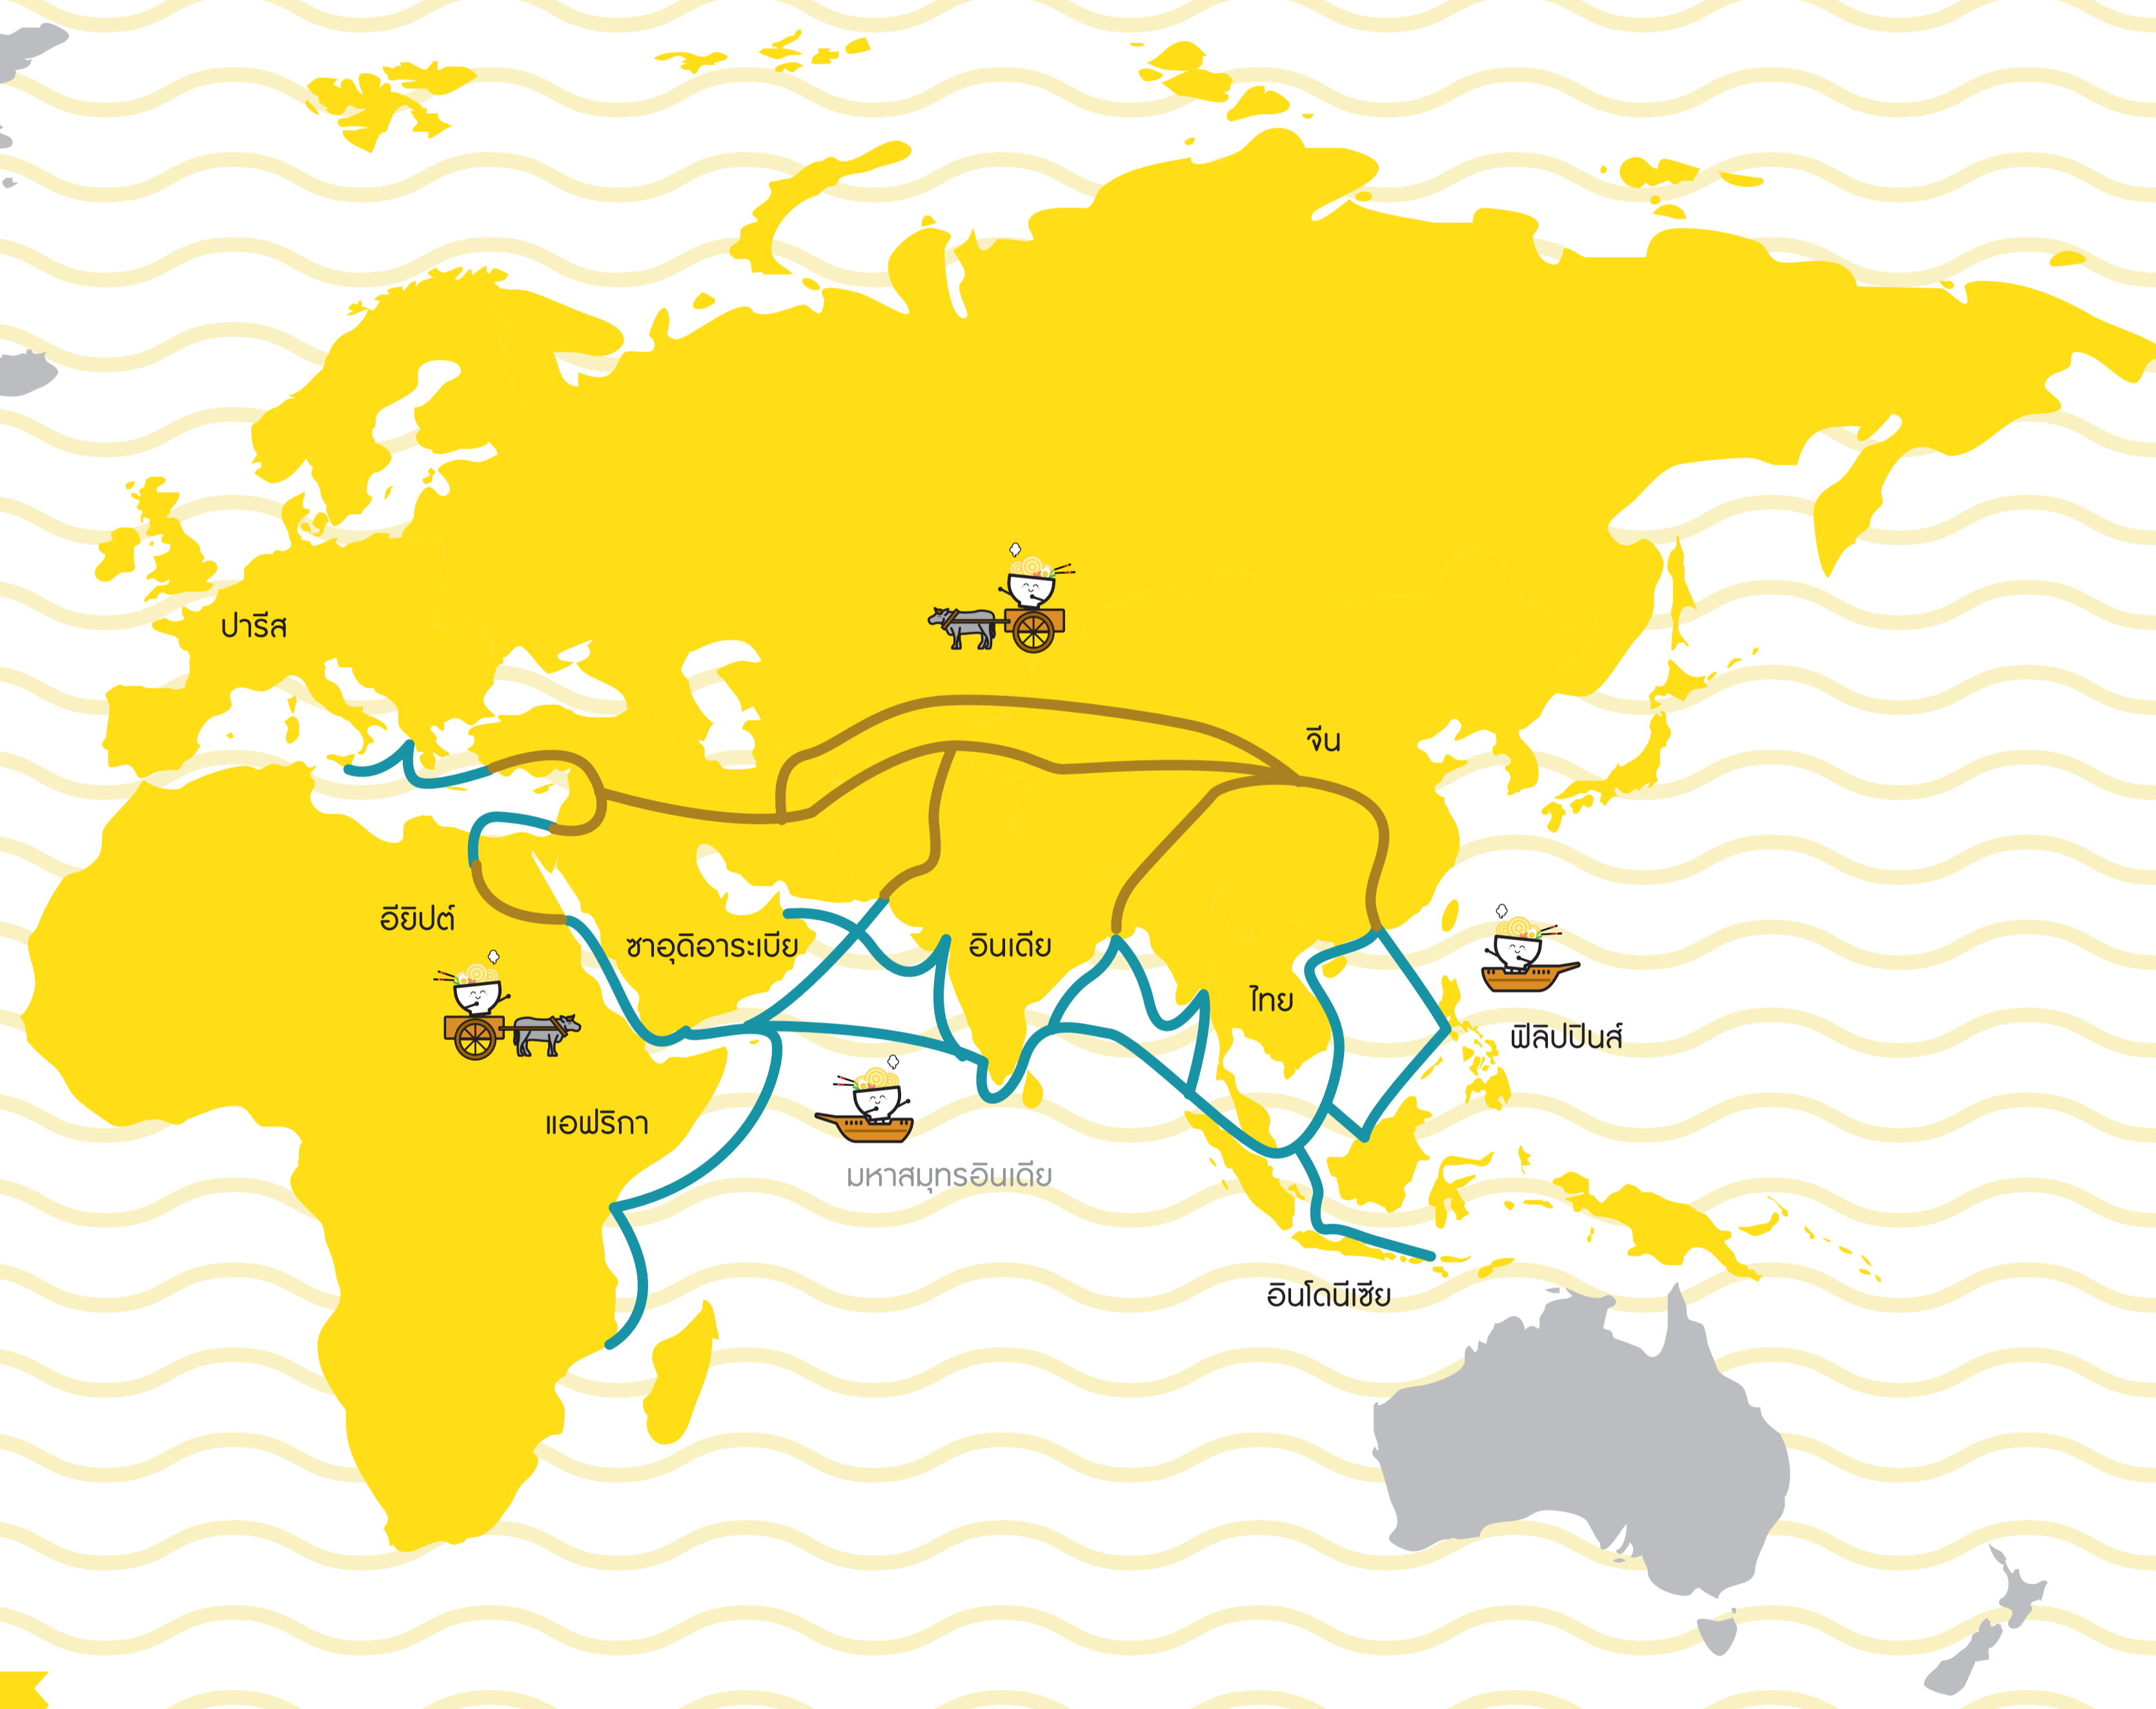 ปารีส
จีน
อียิปต์
ซาอุดิอาระเบีย
อินเดีย
ไทย
ฟิลิปปินส์
แอฟริกา
มหาสมุทรอินเดีย
อินโดนีเซีย